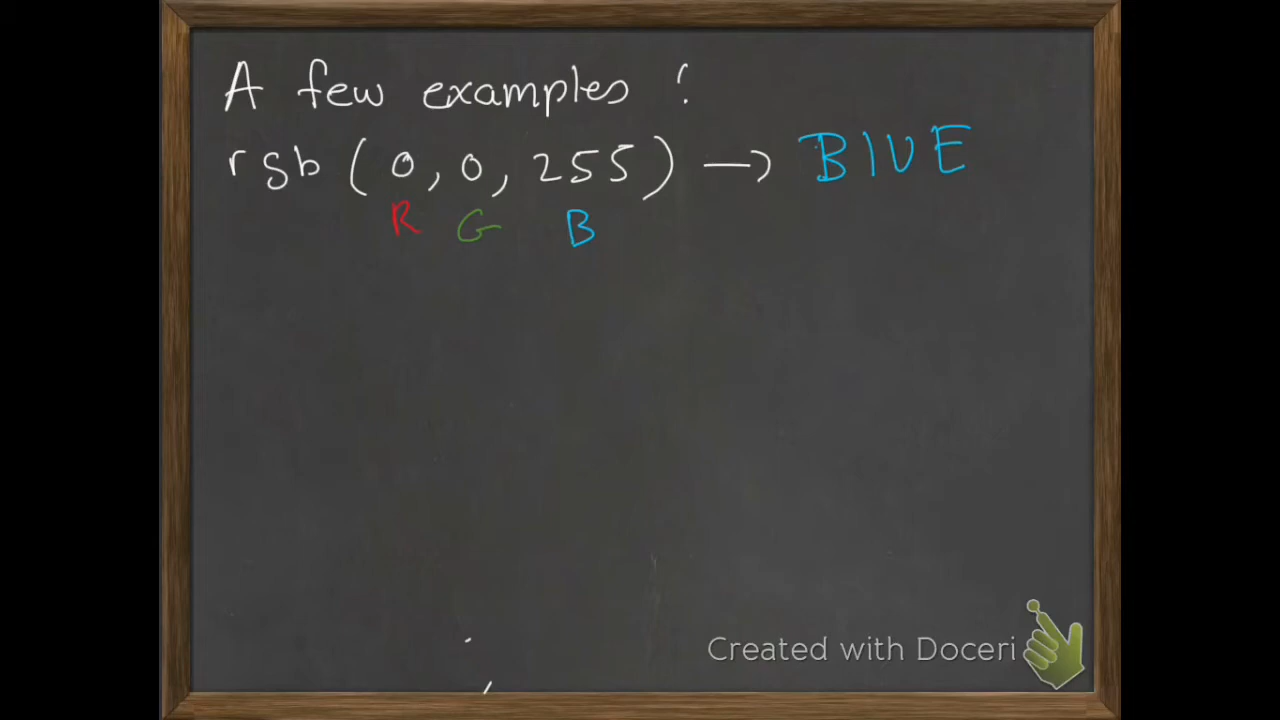 A few examples :
rgb (0, 0, 255) → BlUE
R G B
Created with Doceri